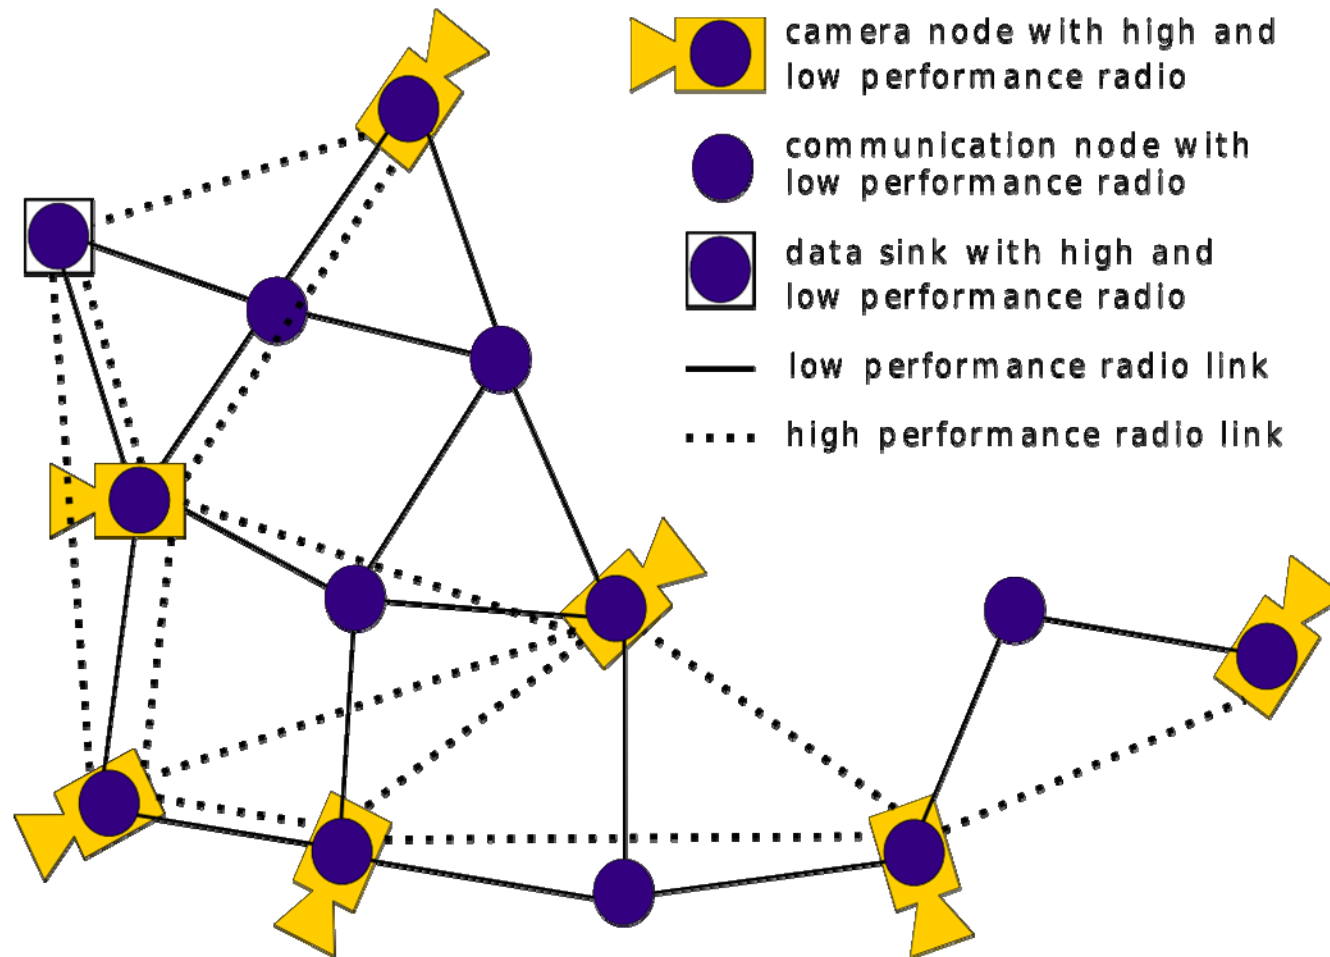 camera node with high and
low performance radio
communication node with
low performance radio
data sink with high and
low performance radio
low performance radio link
high performance radio link